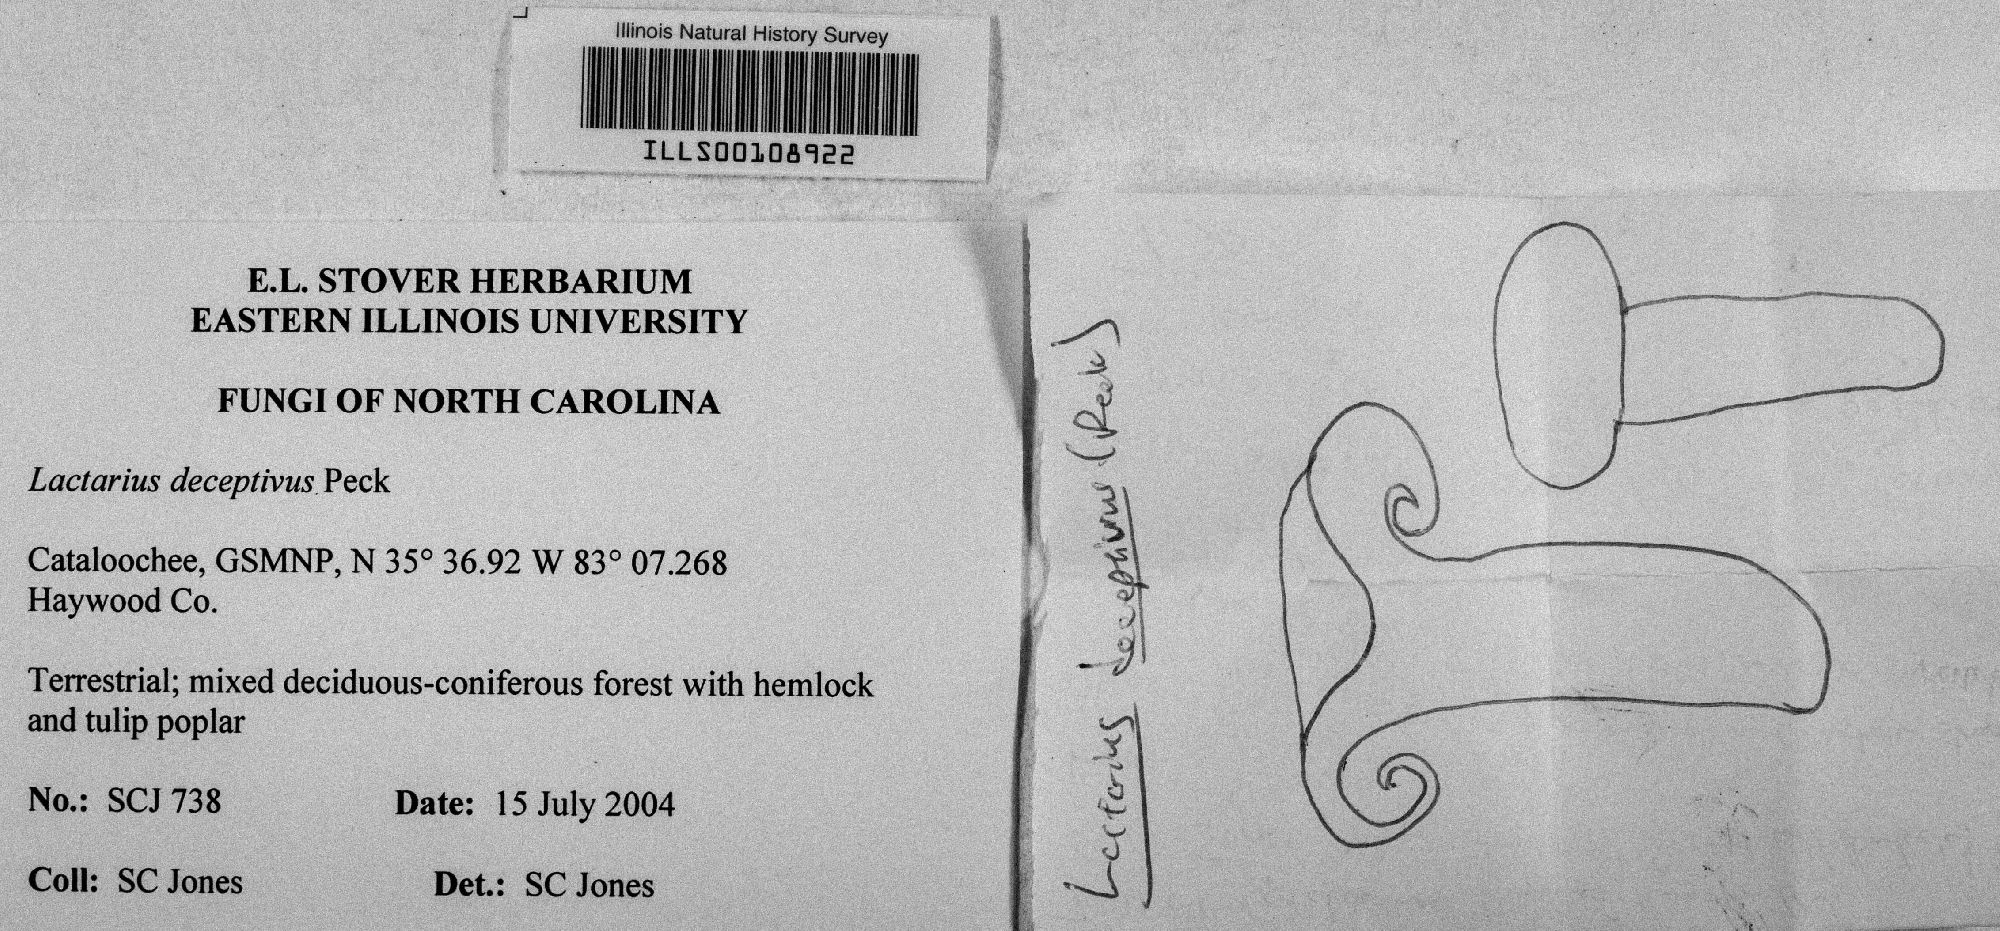 Illinois Natural History Survey
ILLS00108922
E.L. STOVER HERBARIUM
EASTERN ILLINOIS UNIVERSITY
FUNGI OF NORTH CAROLINA
Lactarius deceptivus Peck
Cataloochee, GSMNP, N 35° 36.92 W 83° 07.268
Haywood Co.
Terrestrial; mixed deciduous-coniferous forest with hemlock
and tulip poplar
No.: SCJ 738 Date: 15 July 2004
Coll: SC Jones Det.: SC Jones
Lactarius deceptivus (Peck)